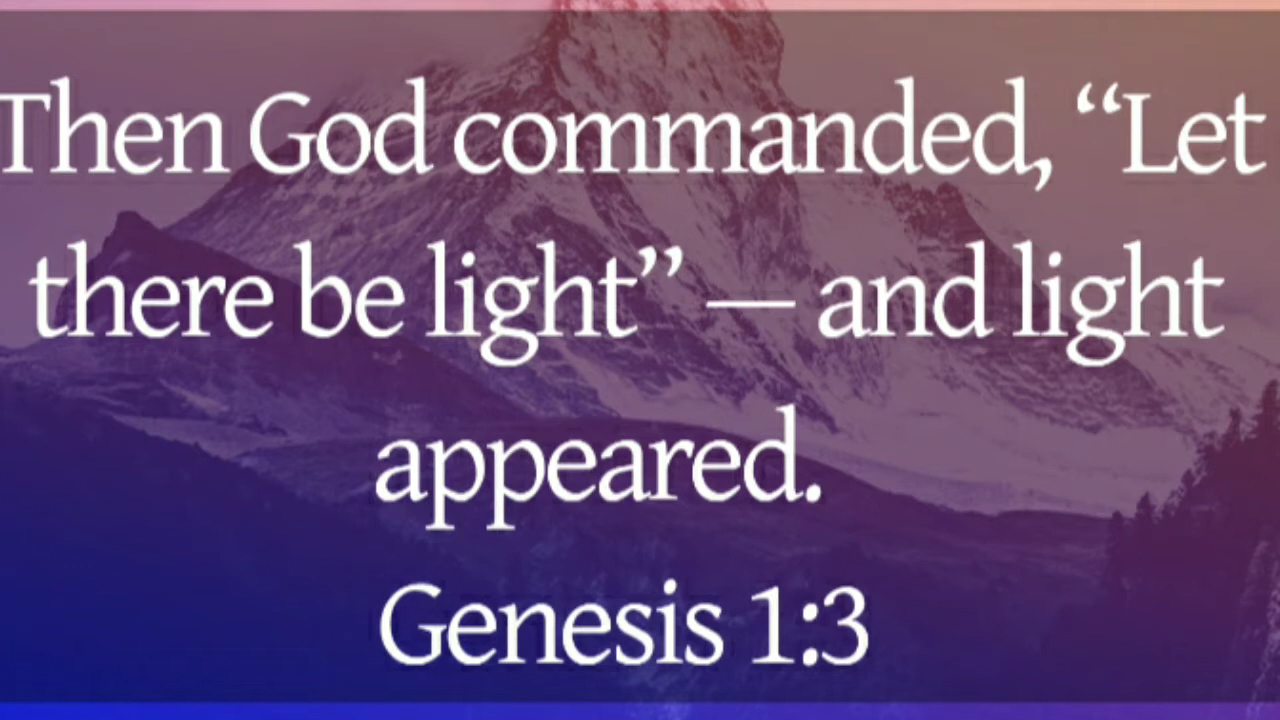 Then God commanded, “Let
there be light” — and light
appeared.
Genesis 1:3